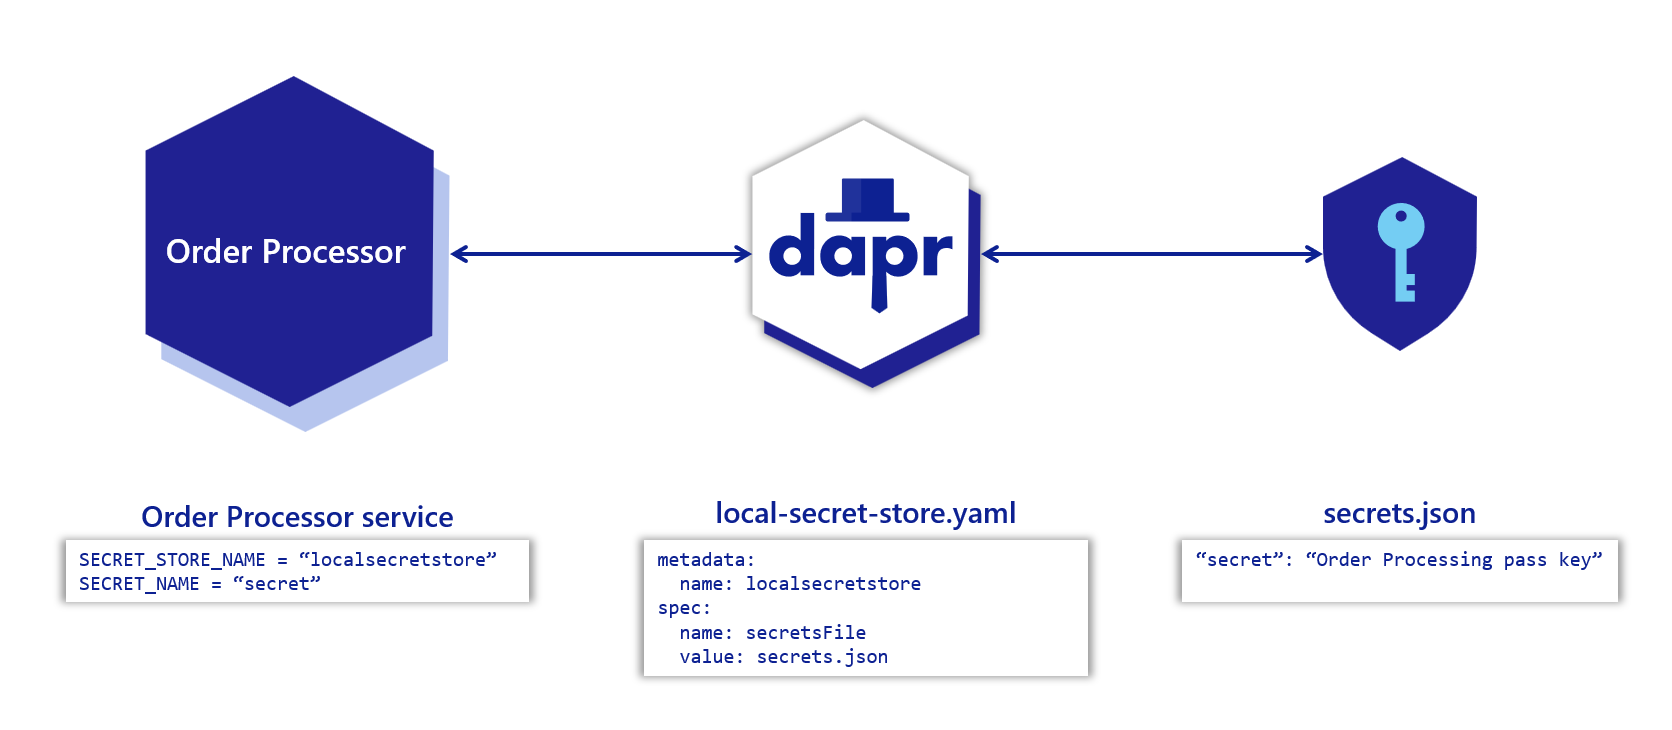 Order Processor
dapr
Order Processor service
SECRET_STORE_NAME = “localsecretstore”
SECRET_NAME = “secret”
local-secret-store.yaml
metadata:
  name: localsecretstore
spec:
  name: secretsFile
  value: secrets.json
secrets.json
“secret”: “Order Processing pass key”